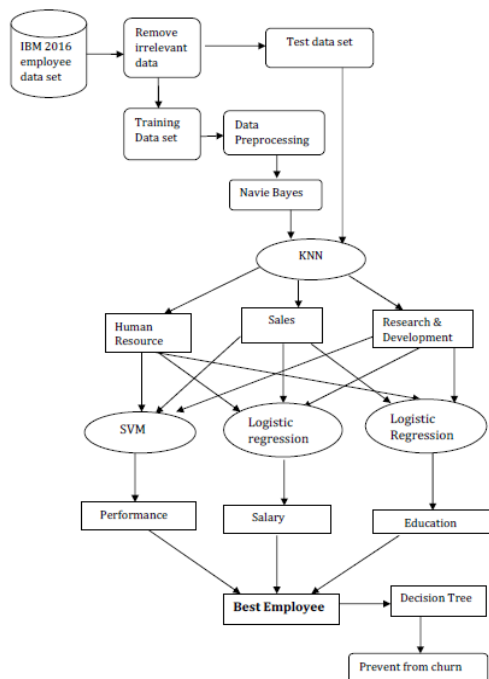 IBM 2016
employee
data set
Remove
irrelevant
data
Test data set
Training
Data set
Data
Preprocessing
Navie Bayes
KNN
Human
Resource
Sales
Research &
Development
SVM
Logistic
regression
Logistic
Regression
Performance
Salary
Education
Best Employee
Decision Tree
Prevent from churn